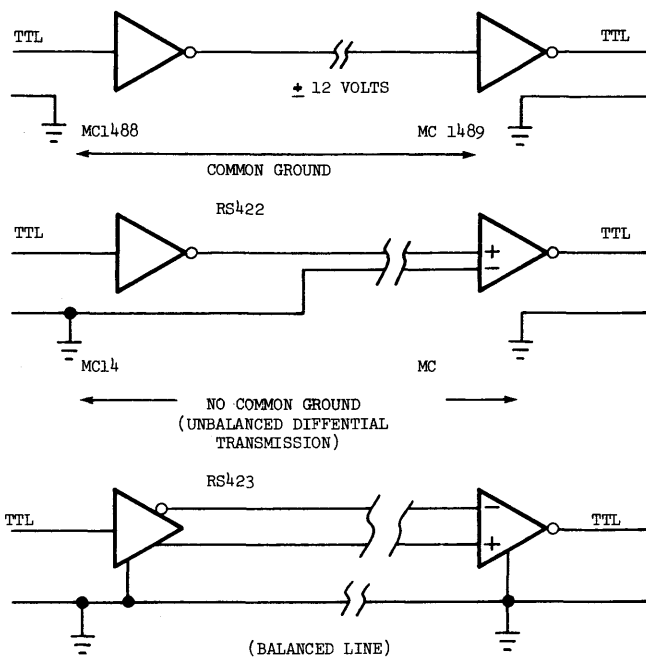 TTL TTL
± 12 VOLTS
MC1488 MC 1489
COMMON GROUND
RS422
TTL TTL
+
−
MC14 MC
NO COMMON GROUND
(UNBALANCED DIFFENTIAL
TRANSMISSION)
RS423
TTL − TTL
+
(BALANCED LINE)